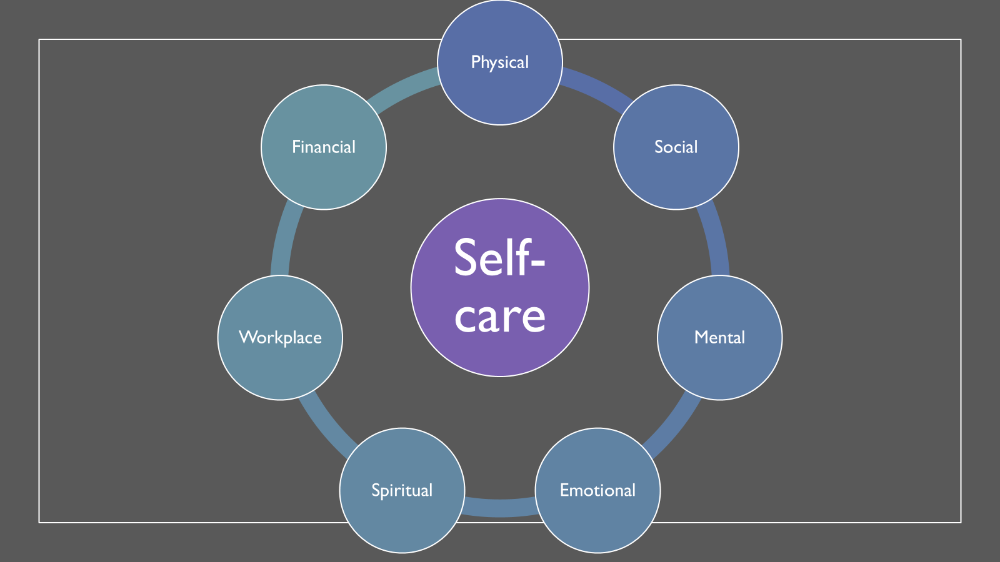 Physical
Financial
Social
Self-
care
Workplace
Mental
Spiritual
Emotional